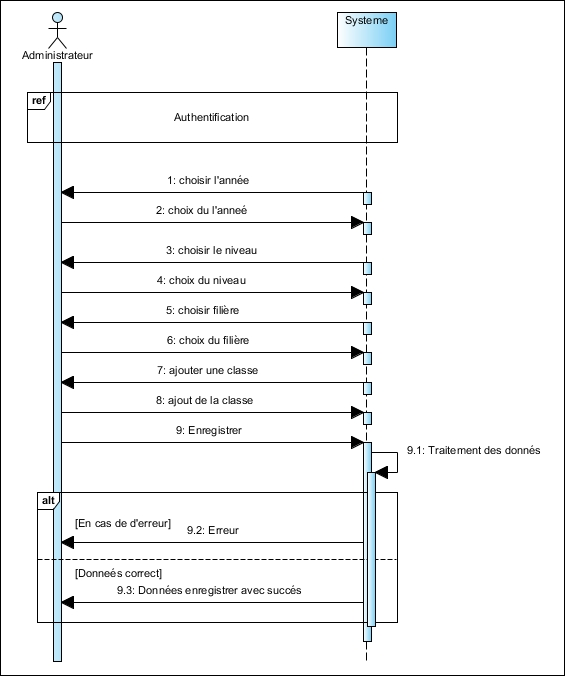 Systeme
Administrateur
ref
Authentification
1: choisir l'année
2: choix du l'anneé
3: choisir le niveau
4: choix du niveau
5: choisir filière
6: choix du filière
7: ajouter une classe
8: ajout de la classe
9: Enregistrer
9.1: Traitement des donnés
alt
[En cas de d'erreur]
9.2: Erreur
[Donneés correct]
9.3: Données enregistrer avec succés